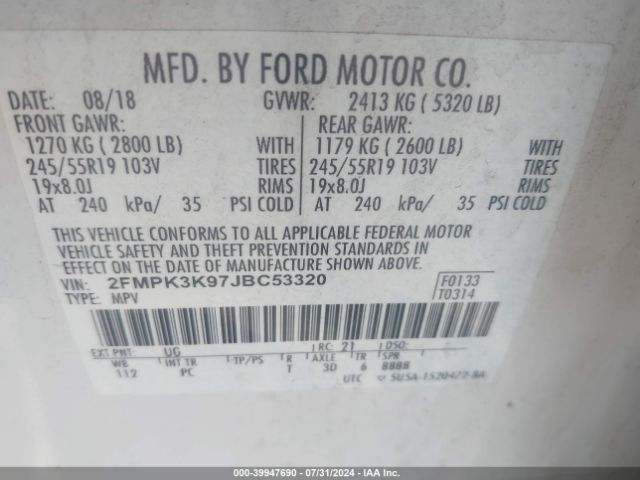 MFD. BY FORD MOTOR CO.
DATE: 08/18 GVWR: 2413 KG ( 5320 LB)
FRONT GAWR: REAR GAWR:
1270 KG ( 2800 LB) WITH 1179 KG ( 2600 LB) WITH
245/55R19 103V TIRES 245/55R19 103V TIRES
19x8.0J RIMS 19x8.0J RIMS
AT 240 kPa/ 35 PSI COLD AT 240 kPa/ 35 PSI COLD
THIS VEHICLE CONFORMS TO ALL APPLICABLE FEDERAL MOTOR
VEHICLE SAFETY AND THEFT PREVENTION STANDARDS IN
EFFECT ON THE DATE OF MANUFACTURE SHOWN ABOVE.
VIN: 2FMPK3K97JBC53320 F0133
TYPE: MPV T0314
EXT PNT: UG RC: 21 DSO:
WB INT TR TP/PS R AXLE TR SPR
112 PC T 3D 6 8888
UTC
000-39947690 - 07/31/2024 - IAA Inc.